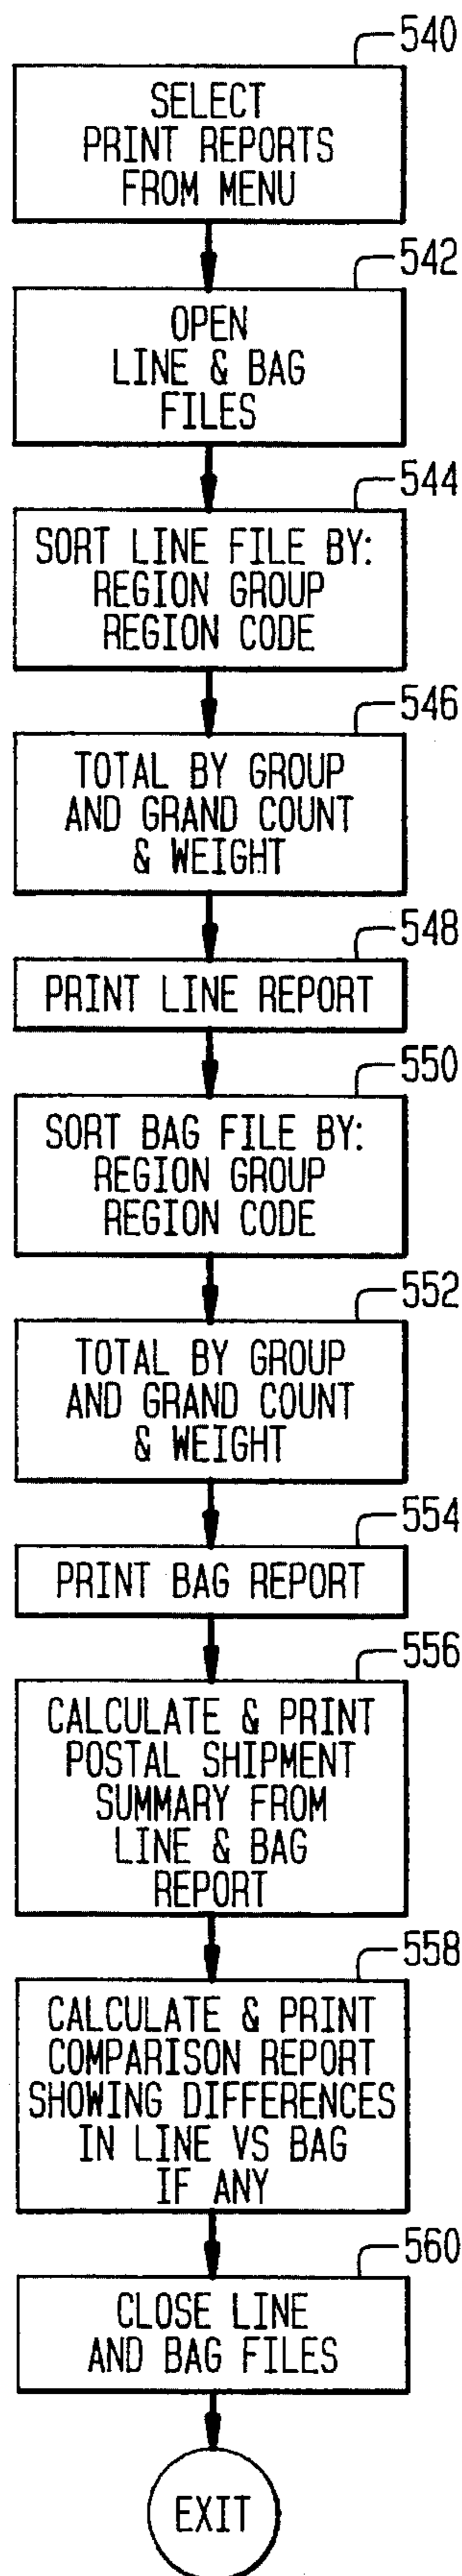 540
SELECT
PRINT REPORTS
FROM MENU
542
OPEN
LINE & BAG
FILES
544
SORT LINE FILE BY:
REGION GROUP
REGION CODE
546
TOTAL BY GROUP
AND GRAND COUNT
& WEIGHT
548
PRINT LINE REPORT
550
SORT BAG FILE BY:
REGION GROUP
REGION CODE
552
TOTAL BY GROUP
AND GRAND COUNT
& WEIGHT
554
PRINT BAG REPORT
556
CALCULATE & PRINT
POSTAL SHIPMENT
SUMMARY FROM
LINE & BAG
REPORT
558
CALCULATE & PRINT
COMPARISON REPORT
SHOWING DIFFERENCES
IN LINE VS BAG
IF ANY
560
CLOSE LINE
AND BAG FILES
EXIT